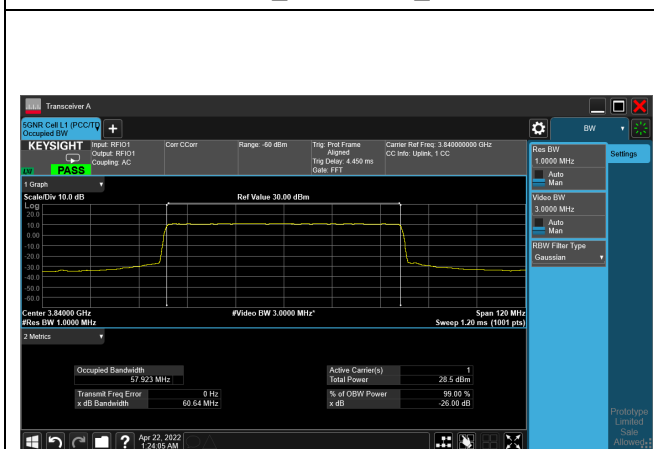 Transceiver A
5GNR Cell L1 (PCC/TD
Occupied BW
BW
KEYSIGHT
LXI
PASS
Input: RFIO1
Output: RFIO1
Coupling: AC
Corr CCorr
Range: -60 dBm
Trig: Prot Frame
Aligned
Trig Delay: 4.450 ms
Gate: FFT
Carrier Ref Freq: 3.840000000 GHz
CC Info: Uplink, 1 CC
Res BW
1.0000 MHz
Auto
Man
Settings
Video BW
3.0000 MHz
Auto
Man
RBW Filter Type
Gaussian
1 Graph
Scale/Div 10.0 dB
Ref Value 30.00 dBm
Log
20.0
10.0
0.00
-10.0
-20.0
-30.0
-40.0
-50.0
-60.0
Center 3.84000 GHz
#Video BW 3.0000 MHz*
Span 120 MHz
#Res BW 1.0000 MHz
Sweep 1.20 ms (1001 pts)
2 Metrics
Occupied Bandwidth
57.923 MHz
Active Carrier(s) 1
Total Power 28.5 dBm
Transmit Freq Error 0 Hz
x dB Bandwidth 60.64 MHz
% of OBW Power 99.00 %
x dB -26.00 dB
Prototype
Limited
Sale
Allowed
?
Apr 22, 2022
1:24:05 AM